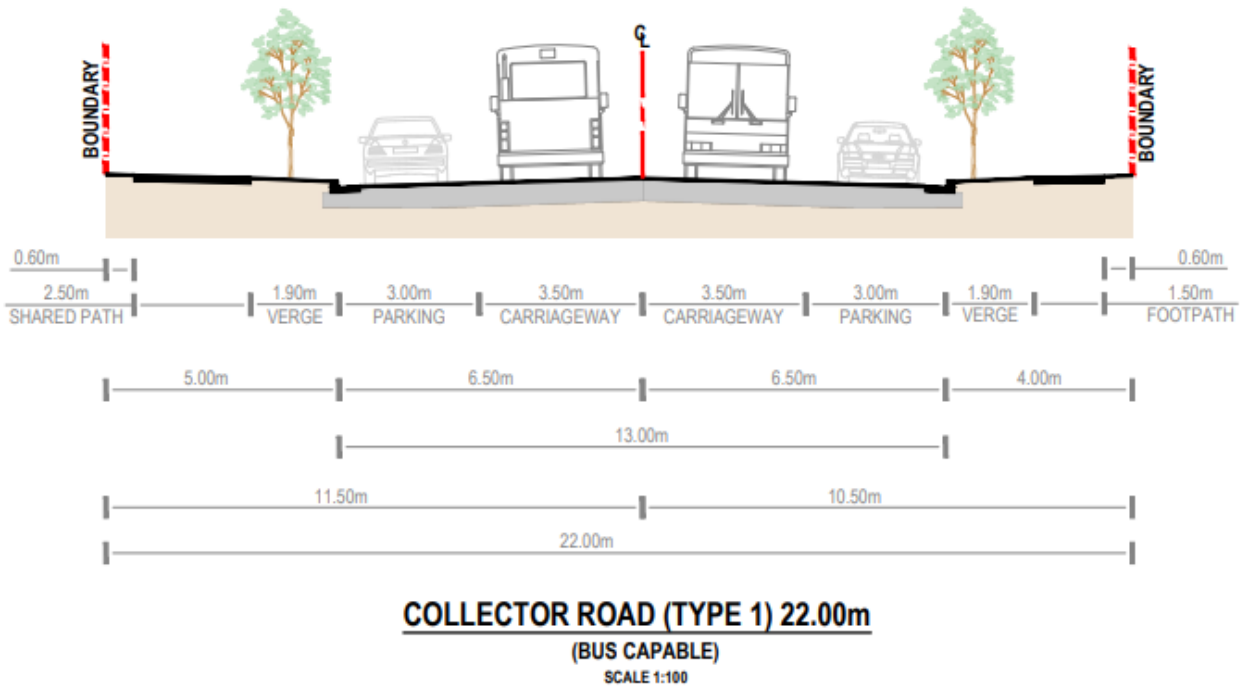 BOUNDARY
℄
BOUNDARY
0.60m
0.60m
2.50m
1.90m
3.00m
3.50m
3.50m
3.00m
1.90m
1.50m
SHARED PATH
VERGE
PARKING
CARRIAGEWAY
CARRIAGEWAY
PARKING
VERGE
FOOTPATH
5.00m
6.50m
6.50m
4.00m
13.00m
11.50m
10.50m
22.00m
COLLECTOR ROAD (TYPE 1) 22.00m
(BUS CAPABLE)
SCALE 1:100